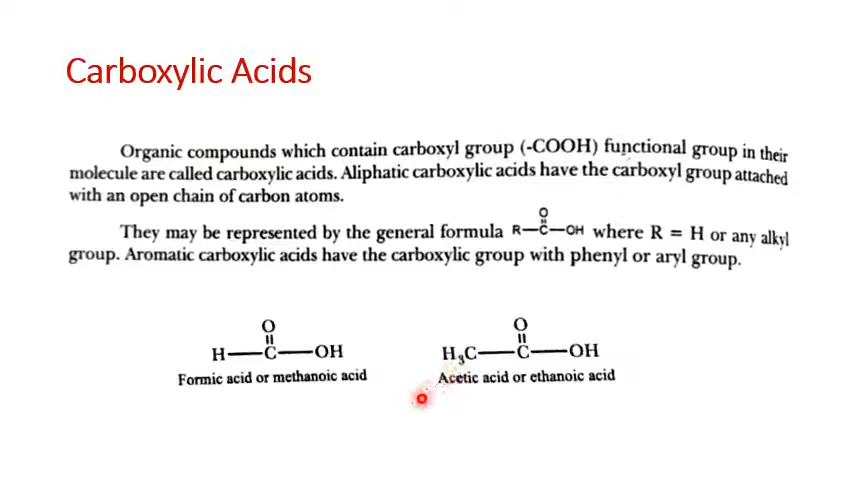 Carboxylic Acids
Organic compounds which contain carboxyl group (-COOH) functional group in their
molecule are called carboxylic acids. Aliphatic carboxylic acids have the carboxyl group attached
with an open chain of carbon atoms.
They may be represented by the general formula R—C—OH where R = H or any alkyl
O
group. Aromatic carboxylic acids have the carboxylic group with phenyl or aryl group.
O
H—C—OH
Formic acid or methanoic acid
O
H₃C—C—OH
Acetic acid or ethanoic acid